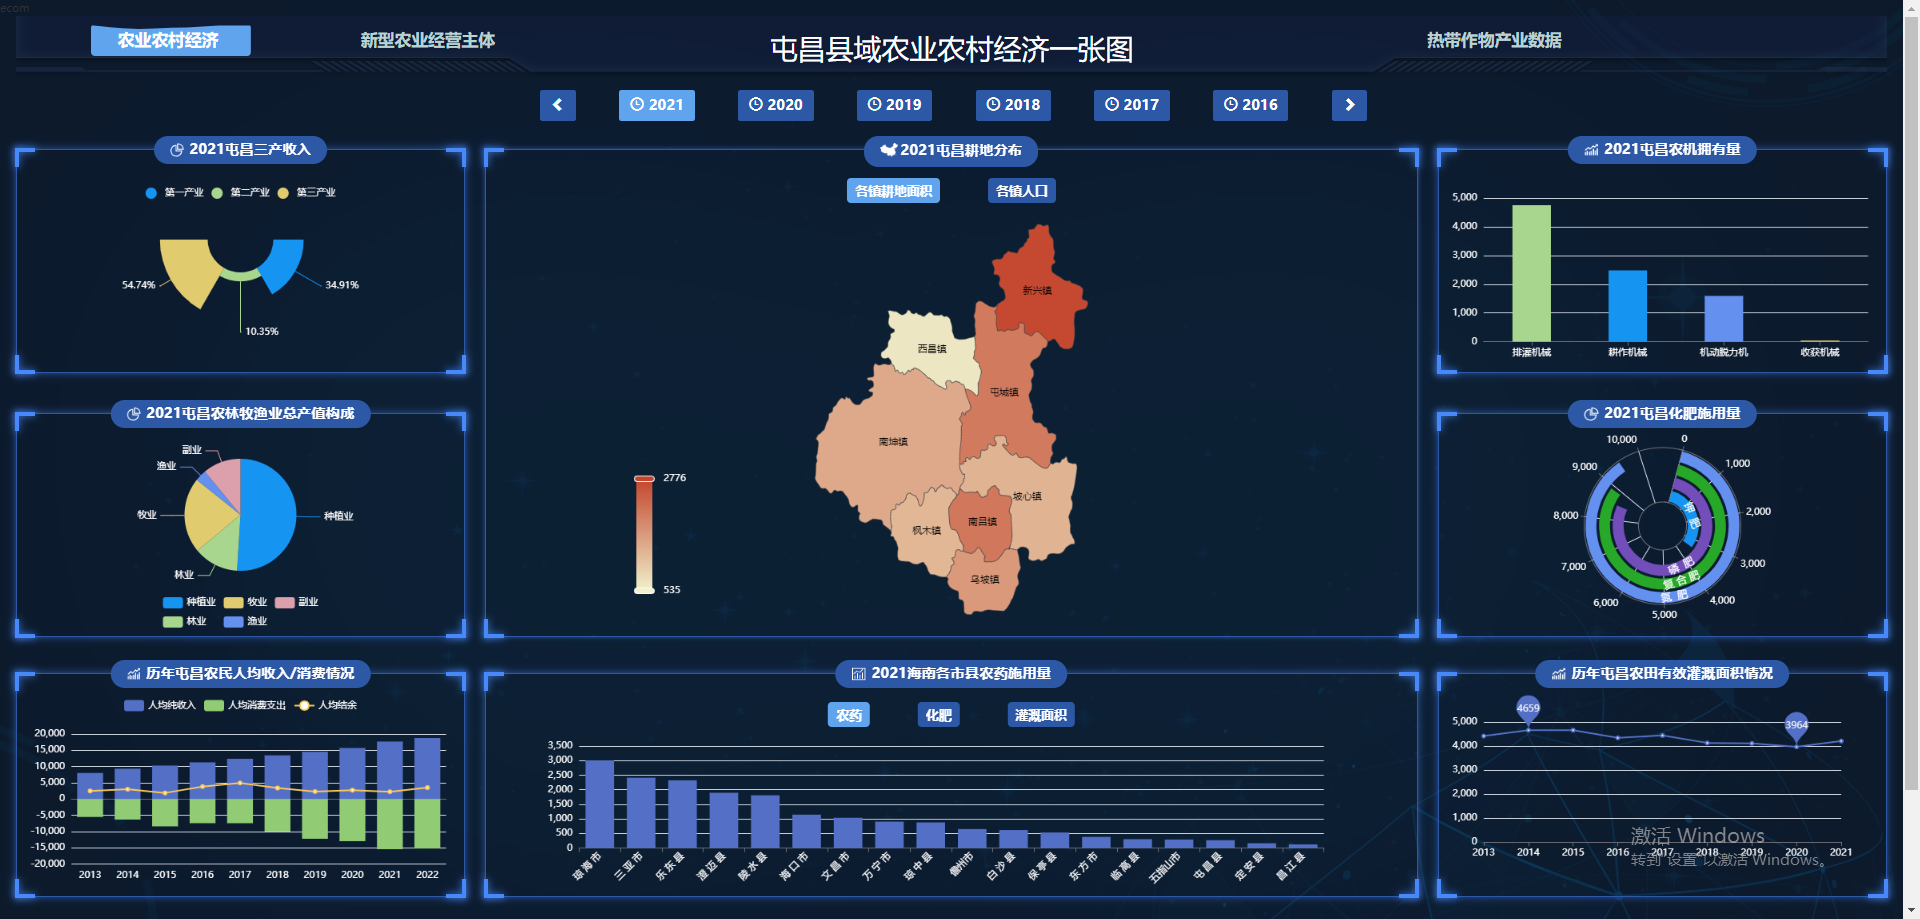 ecom
农业农村经济
新型农业经营主体
屯昌县域农业农村经济一张图
热带作物产业数据
2021
2020
2019
2018
2017
2016
2021屯昌三产收入
第一产业 第二产业 第三产业
54.74%
34.91%
10.35%
2021屯昌农林牧渔业总产值构成
副业
渔业
牧业
种植业
林业
种植业 牧业 副业
林业 渔业
历年屯昌农民人均收入/消费情况
人均纯收入 人均消费支出 人均结余
20,000
15,000
10,000
5,000
0
-5,000
-10,000
-15,000
-20,000
2013 2014 2015 2016 2017 2018 2019 2020 2021 2022
2021屯昌耕地分布
各镇耕地面积 各镇人口
新兴镇
西昌镇
屯城镇
南坤镇
坡心镇
南吕镇
枫木镇
乌坡镇
2776
535
2021海南各市县农药施用量
农药 化肥 灌溉面积
3,500
3,000
2,500
2,000
1,500
1,000
500
0
琼海市 三亚市 乐东县 澄迈县 陵水县 海口市 文昌市 万宁市 琼中县 儋州市 白沙县 保亭县 东方市 临高县 五指山市 屯昌县 定安县 昌江县
2021屯昌农机拥有量
5,000
4,000
3,000
2,000
1,000
0
排灌机械 耕作机械 机动脱力机 收获机械
2021屯昌化肥施用量
0
1,000
2,000
3,000
4,000
5,000
6,000
7,000
8,000
9,000
10,000
钾肥
磷肥
复合肥
氮肥
历年屯昌农田有效灌溉面积情况
4659
3964
5,000
4,000
3,000
2,000
1,000
0
2013 2014 2015 2016 2017 2018 2019 2020 2021
激活 Windows
转到"设置"以激活 Windows。